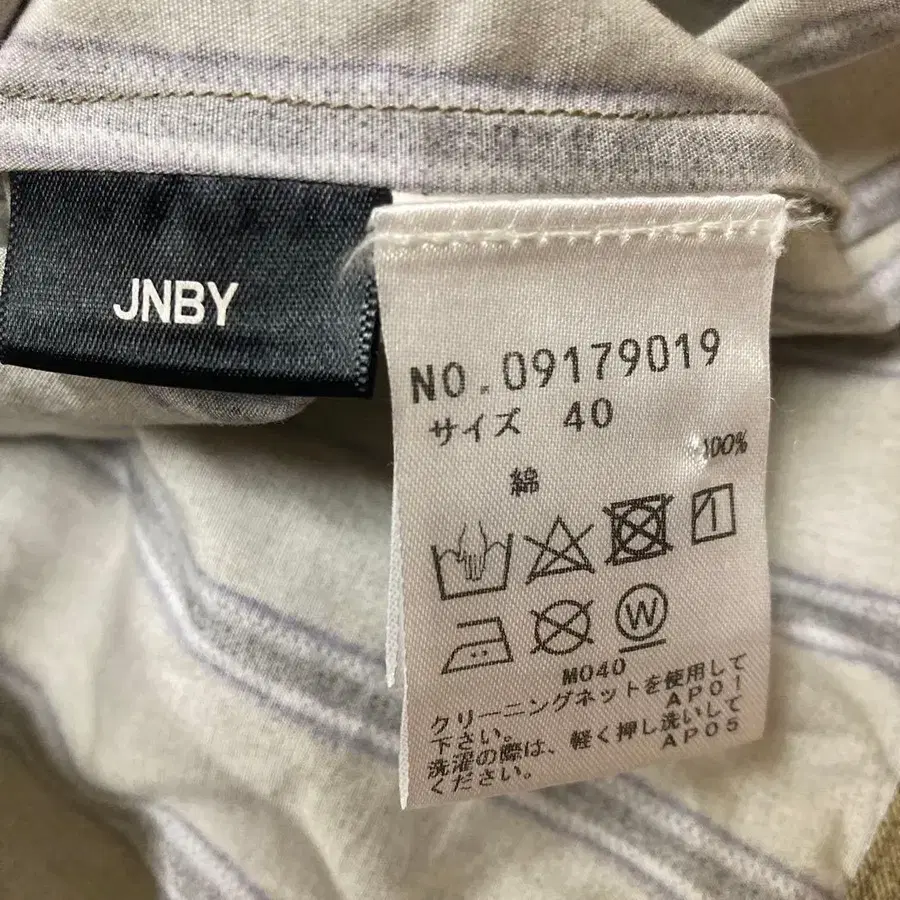 JNBY
NO.09179019
サイズ 40
100%
綿
W
M040
クリーニングネットを使用して
下さい。 AP01
洗濯の際は、軽く押し洗いして
ください。 AP05